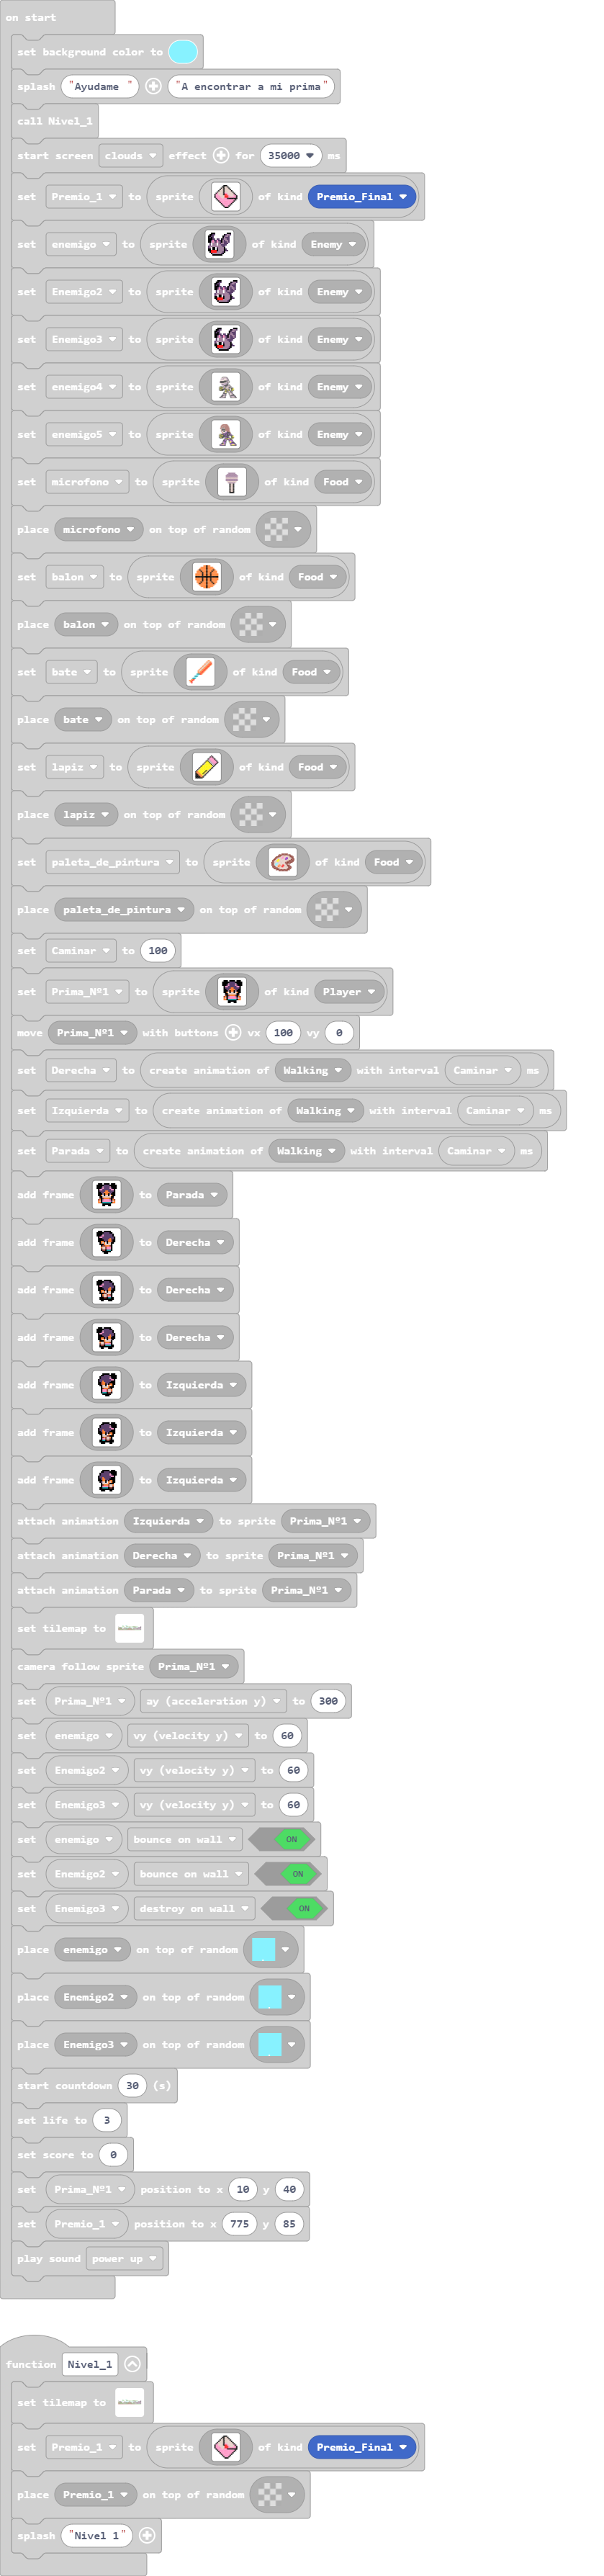 on start
set background color to
splash "Ayudame " "A encontrar a mi prima"
call Nivel_1
start screen clouds effect for 35000 ms
set Premio_1 to sprite of kind Premio_Final
set enemigo to sprite of kind Enemy
set Enemigo2 to sprite of kind Enemy
set Enemigo3 to sprite of kind Enemy
set enemigo4 to sprite of kind Enemy
set enemigo5 to sprite of kind Enemy
set microfono to sprite of kind Food
place microfono on top of random
set balon to sprite of kind Food
place balon on top of random
set bate to sprite of kind Food
place bate on top of random
set lapiz to sprite of kind Food
place lapiz on top of random
set paleta_de_pintura to sprite of kind Food
place paleta_de_pintura on top of random
set Caminar to 100
set Prima_Nº1 to sprite of kind Player
move Prima_Nº1 with buttons vx 100 vy 0
set Derecha to create animation of Walking with interval Caminar ms
set Izquierda to create animation of Walking with interval Caminar ms
set Parada to create animation of Walking with interval Caminar ms
add frame to Parada
add frame to Derecha
add frame to Derecha
add frame to Derecha
add frame to Izquierda
add frame to Izquierda
add frame to Izquierda
attach animation Izquierda to sprite Prima_Nº1
attach animation Derecha to sprite Prima_Nº1
attach animation Parada to sprite Prima_Nº1
set tilemap to
camera follow sprite Prima_Nº1
set Prima_Nº1 ay (acceleration y) to 300
set enemigo vy (velocity y) to 60
set Enemigo2 vy (velocity y) to 60
set Enemigo3 vy (velocity y) to 60
set enemigo bounce on wall ON
set Enemigo2 bounce on wall ON
set Enemigo3 destroy on wall ON
place enemigo on top of random
place Enemigo2 on top of random
place Enemigo3 on top of random
start countdown 30 (s)
set life to 3
set score to 0
set Prima_Nº1 position to x 10 y 40
set Premio_1 position to x 775 y 85
play sound power up
function Nivel_1
set tilemap to
set Premio_1 to sprite of kind Premio_Final
place Premio_1 on top of random
splash "Nivel 1"